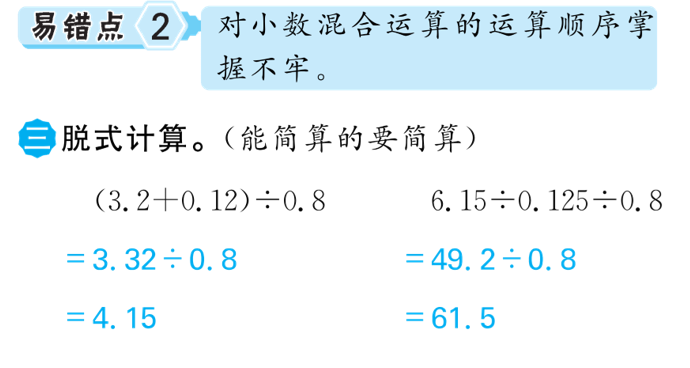 易错点 2 对小数混合运算的运算顺序掌
握不牢。
三 脱式计算。(能简算的要简算)
(3.2+0.12)÷0.8 6.15÷0.125÷0.8
=3.32÷0.8 =49.2÷0.8
=4.15 =61.5